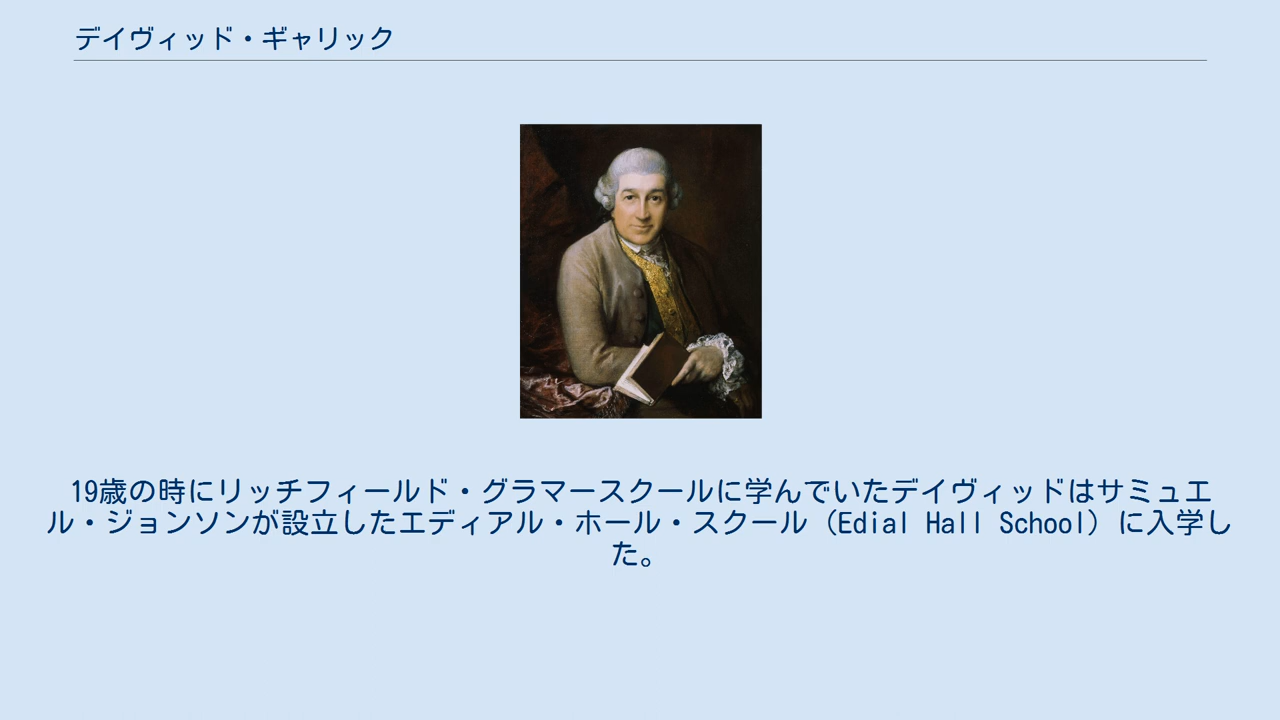 デイヴィッド・ギャリック
19歳の時にリッチフィールド・グラマースクールに学んでいたデイヴィッドはサミュエ
ル・ジョンソンが設立したエディアル・ホール・スクール（Edial Hall School）に入学し
た。